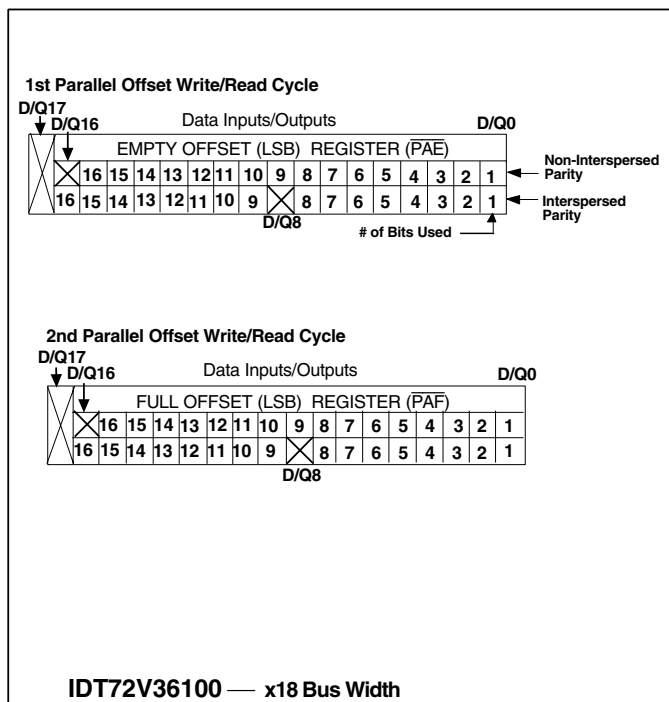 1st Parallel Offset Write/Read Cycle
D/Q17
D/Q16 Data Inputs/Outputs D/Q0
EMPTY OFFSET (LSB) REGISTER (PAE)
16 15 14 13 12 11 10 9 8 7 6 5 4 3 2 1
Non-Interspersed
Parity
16 15 14 13 12 11 10 9 8 7 6 5 4 3 2 1
Interspersed
Parity
D/Q8
# of Bits Used
2nd Parallel Offset Write/Read Cycle
D/Q17
D/Q16 Data Inputs/Outputs D/Q0
FULL OFFSET (LSB) REGISTER (PAF)
16 15 14 13 12 11 10 9 8 7 6 5 4 3 2 1
16 15 14 13 12 11 10 9 8 7 6 5 4 3 2 1
D/Q8
IDT72V36100 — x18 Bus Width